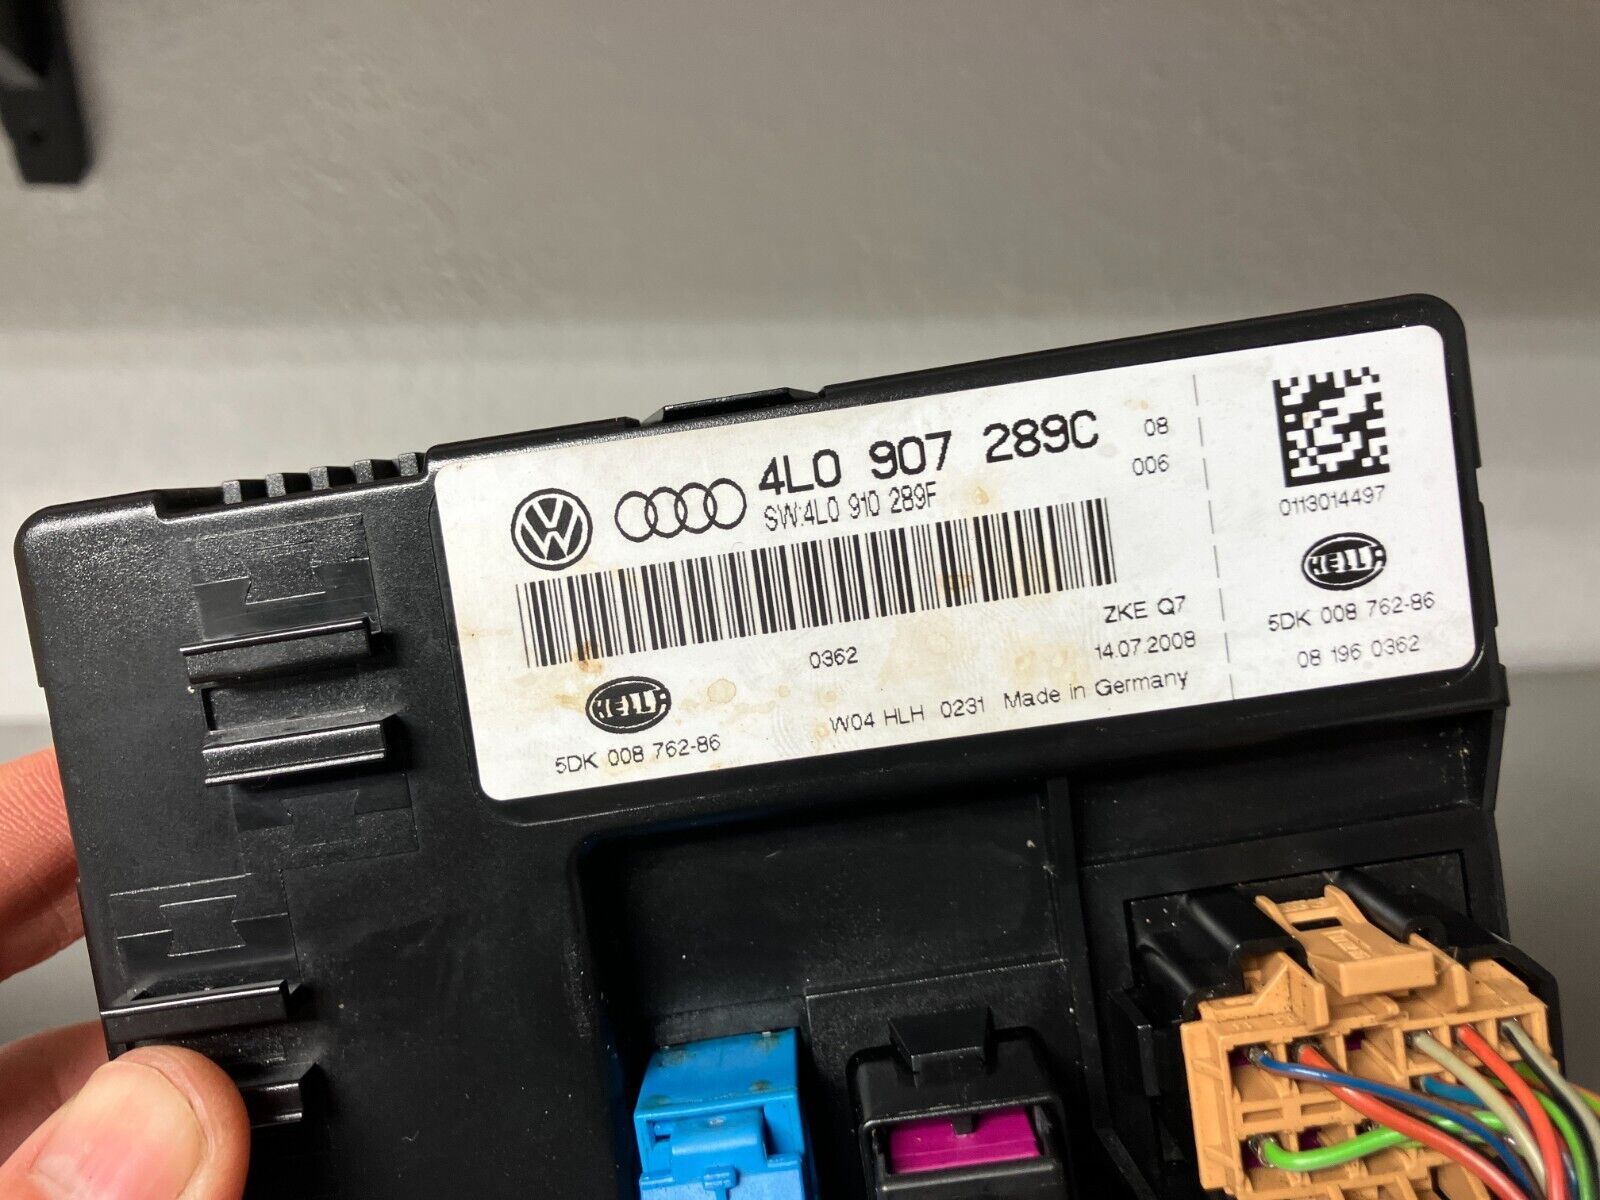 4L0 907 289C 08
SW:4L0 910 289F 006
0362
ZKE Q7
14.07.2008
HELLA
5DK 008 762-86
W04 HLH 0231 Made in Germany
0113014497
HELLA
5DK 008 762-86
08 196 0362